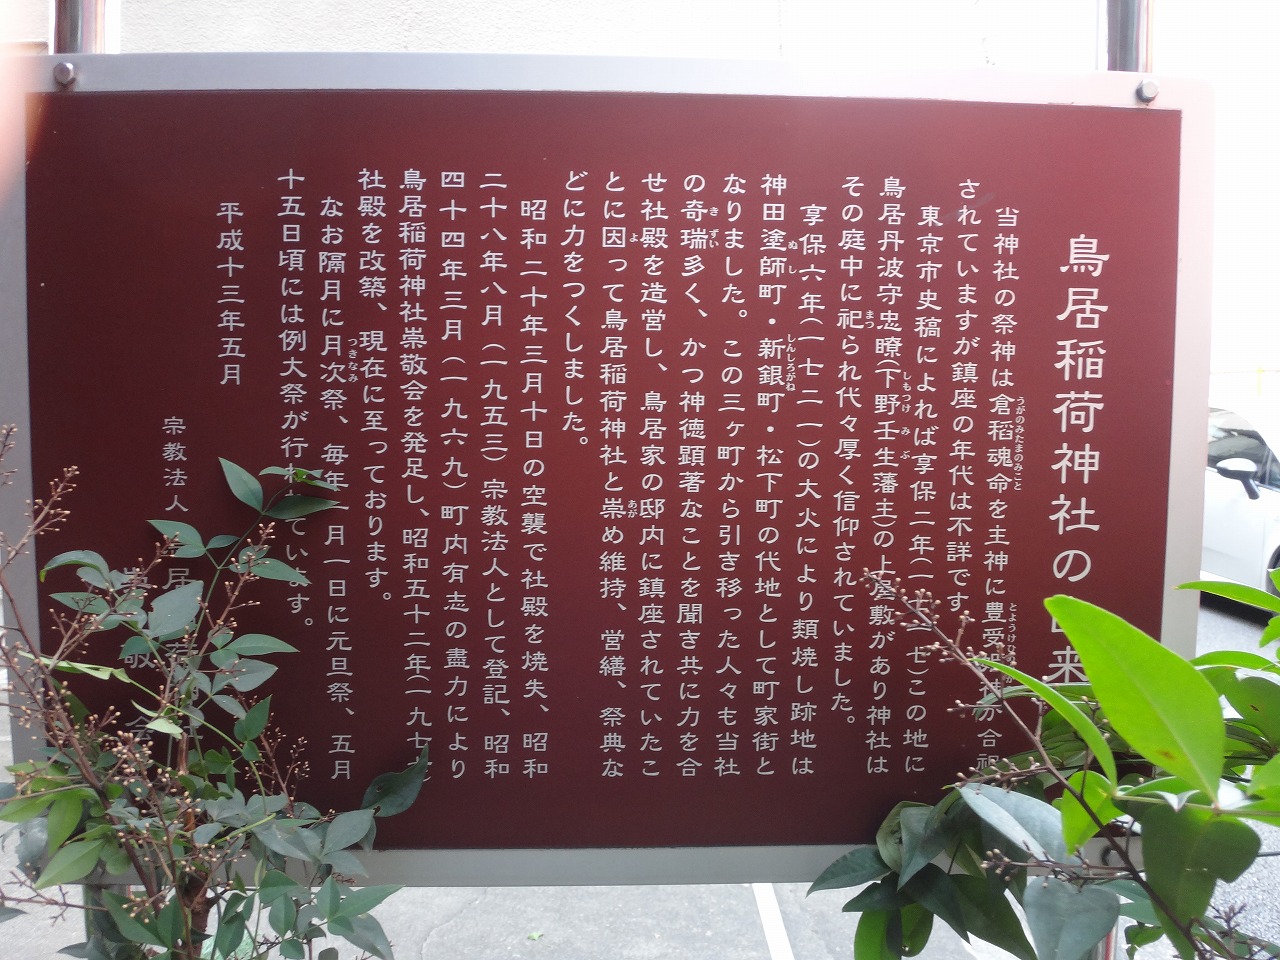 鳥居稲荷神社の由来
当神社の祭神は倉稻魂命を主神に豊受姫神が合祀
されていますが鎮座の年代は不詳です
東京市史稿によれば享保二年(一七一七)この地に
鳥居丹波守忠瞭(下野壬生藩主)の上屋敷があり神社は
その庭中に祀られ代々厚く信仰されていました。
享保六年(一七二一)の大火により類焼し跡地は
神田塗師町・新銀町・松下町の代地として町家街と
なりました。この三ヶ町から引き移った人々も当社
の奇瑞多く、かつ神徳顕著なことを聞き共に力を合
せ社殿を造営し、鳥居家の邸内に鎮座されていたこ
とに因って鳥居稲荷神社と崇め維持、営繕、祭典な
どに力をつくしました。
昭和二十年三月十日の空襲で社殿を焼失、昭和
二十八年八月(一九五三)宗教法人として登記、昭和
四十四年三月(一九六九)町内有志の盡力により
鳥居稲荷神社崇敬会を発足し、昭和五十二年(一九七七
社殿を改築、現在に至っております。
なお隔月に月次祭、毎年一月一日に元旦祭、五月
十五日頃には例大祭が行われています。
平成十三年五月
宗教法人 居
敬 会